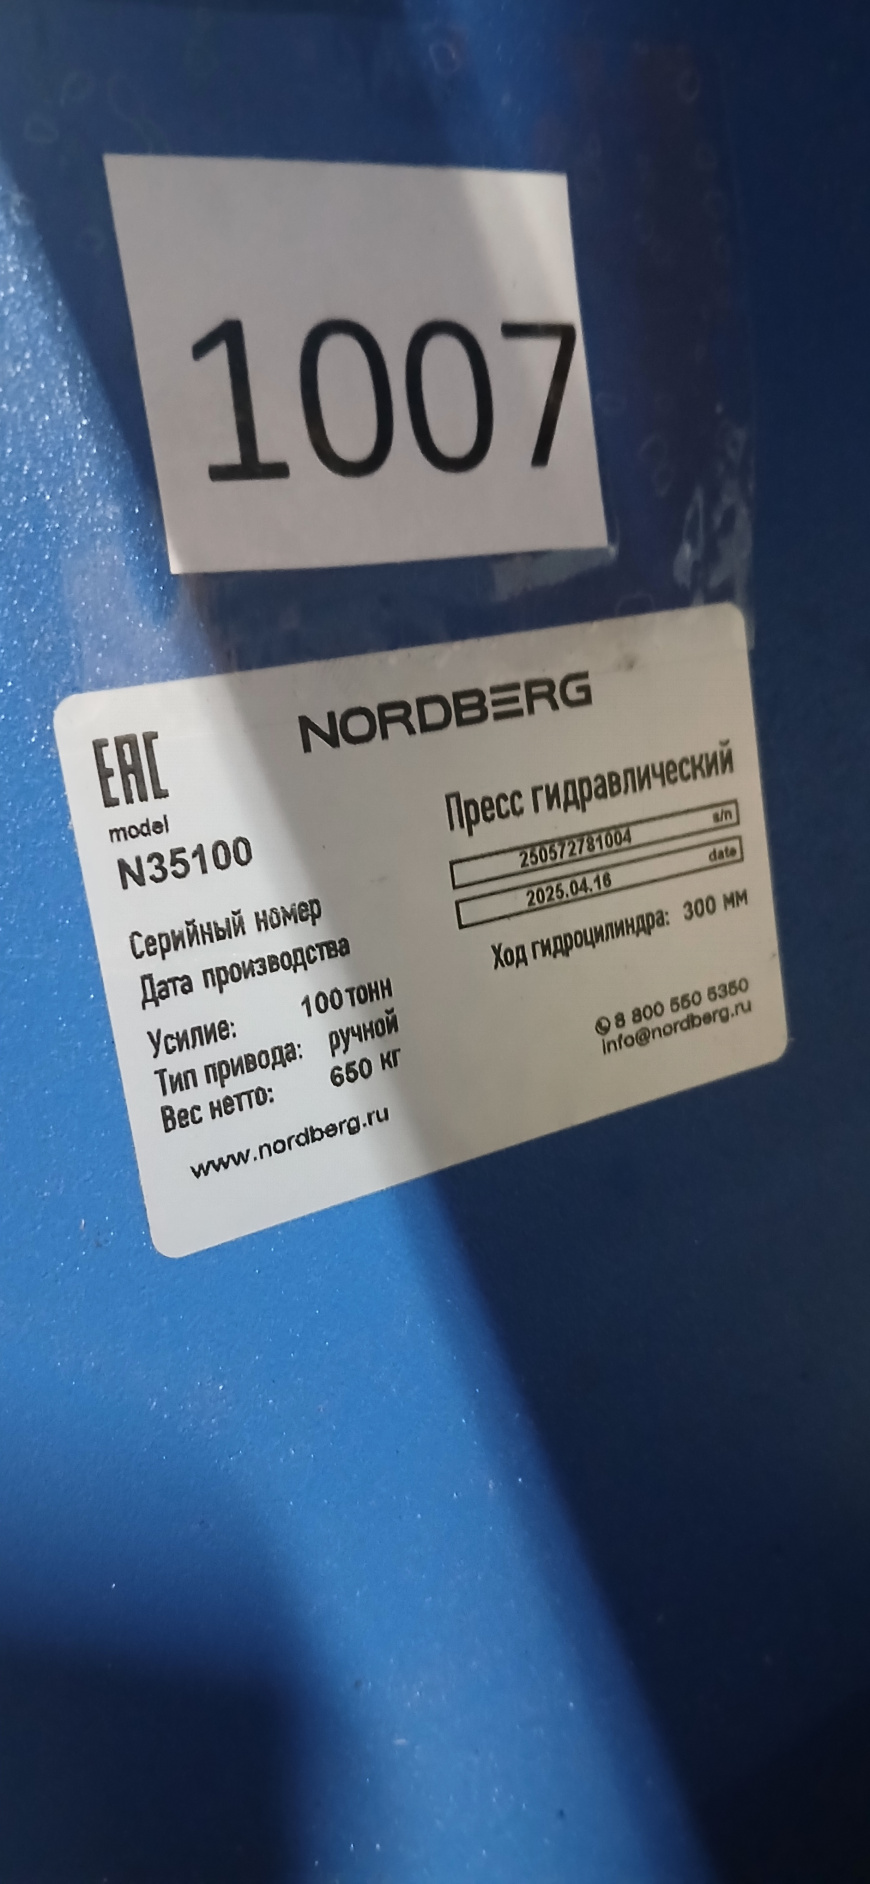 1007
NORDBERG
EAC
model
N35100
Пресс гидравлический
250572781004 s/n
2025.04.16 date
Серийный номер
Дата производства
Ход гидроцилиндра: 300 мм
Усилие: 100 тонн
Тип привода: ручной
Вес нетто: 650 кг
8 800 550 5350
info@nordberg.ru
www.nordberg.ru